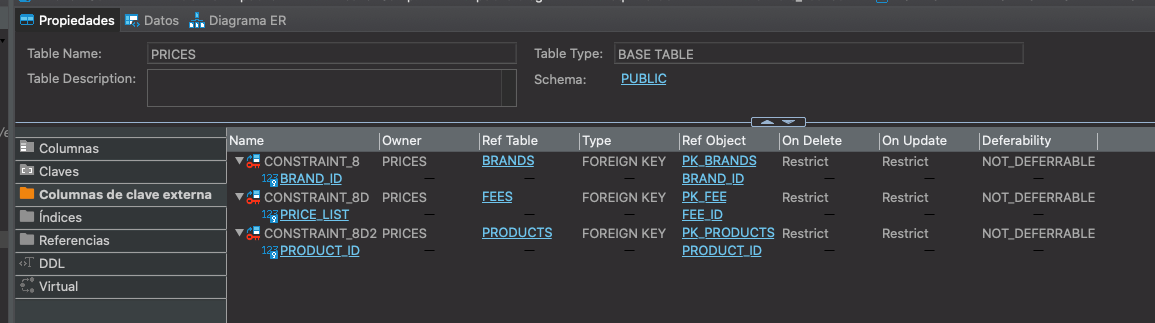 Propiedades Datos Diagrama ER
Table Name: PRICES Table Type: BASE TABLE
Table Description: Schema: PUBLIC
Name Owner Ref Table Type Ref Object On Delete On Update Deferability
Columnas
Claves
Columnas de clave externa
Índices
Referencias
DDL
Virtual
CONSTRAINT_8 PRICES BRANDS FOREIGN KEY PK_BRANDS Restrict Restrict NOT_DEFERRABLE
123 BRAND_ID — — — BRAND_ID — — —
CONSTRAINT_8D PRICES FEES FOREIGN KEY PK_FEE Restrict Restrict NOT_DEFERRABLE
123 PRICE_LIST — — — FEE_ID — — —
CONSTRAINT_8D2 PRICES PRODUCTS FOREIGN KEY PK_PRODUCTS Restrict Restrict NOT_DEFERRABLE
123 PRODUCT_ID — — — PRODUCT_ID — — —